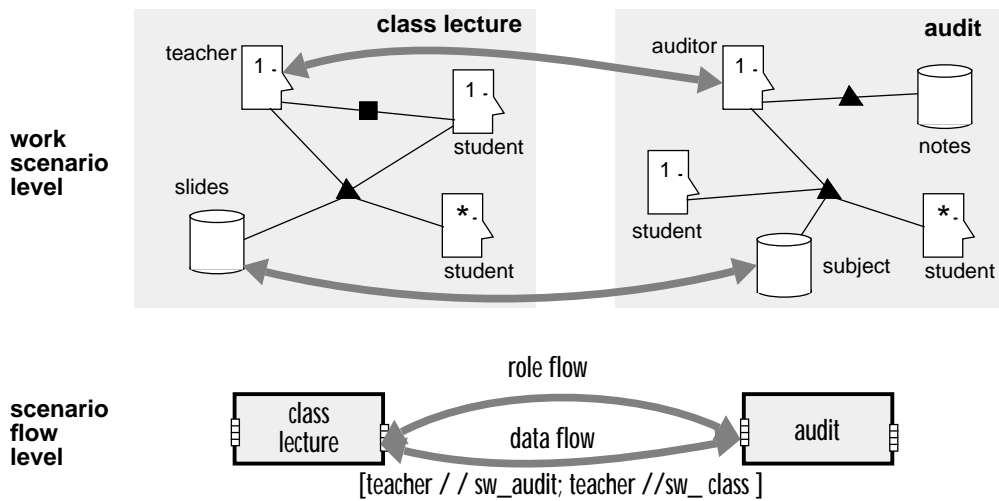 class lecture
audit
teacher
auditor
1
1
1
student
notes
work
scenario
level
slides
1
student
*
student
subject
*
student
role flow
scenario
flow
level
class
lecture
data flow
audit
[teacher / / sw_audit; teacher //sw_ class ]